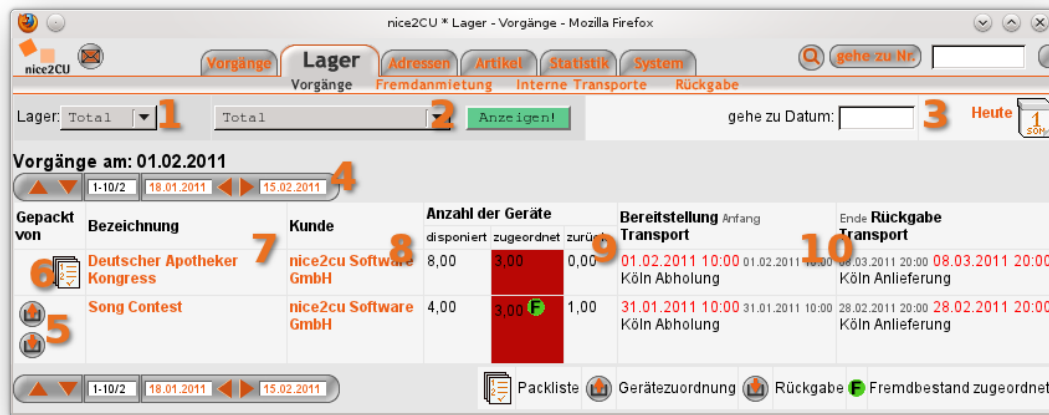 nice2CU * Lager - Vorgänge - Mozilla Firefox
nice2CU
Vorgänge Lager Adressen Artikel Statistik System gehe zu Nr.
Vorgänge Fremdanmietung Interne Transporte Rückgabe
Lager: Total 1 Total 2 Anzeigen! gehe zu Datum: 3 Heute 1
Vorgänge am: 01.02.2011
1-10/2 18.01.2011 15.02.2011 4
Gepackt von Bezeichnung 7 Kunde 8 Anzahl der Geräte 9 Bereitstellung Anfang Transport 10 Ende Rückgabe Transport
disponiert zugeordnet zurück
6 Deutscher Apotheker Kongress nice2cu Software GmbH 8,00 3,00 0,00 01.02.2011 10:00 01.02.2011 10:00 08.03.2011 20:00 08.03.2011 20:00
Köln Abholung Köln Anlieferung
5 Song Contest nice2cu Software GmbH 4,00 3,00 F 1,00 31.01.2011 10:00 31.01.2011 10:00 28.02.2011 20:00 28.02.2011 20:00
Köln Abholung Köln Anlieferung
1-10/2 18.01.2011 15.02.2011 Packliste Gerätezuordnung Rückgabe F Fremdbestand zugeordnet